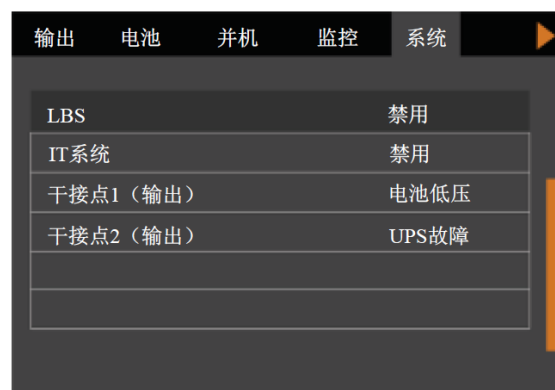 输出 电池 并机 监控 系统
LBS 禁用
IT系统 禁用
干接点1（输出） 电池低压
干接点2（输出） UPS故障